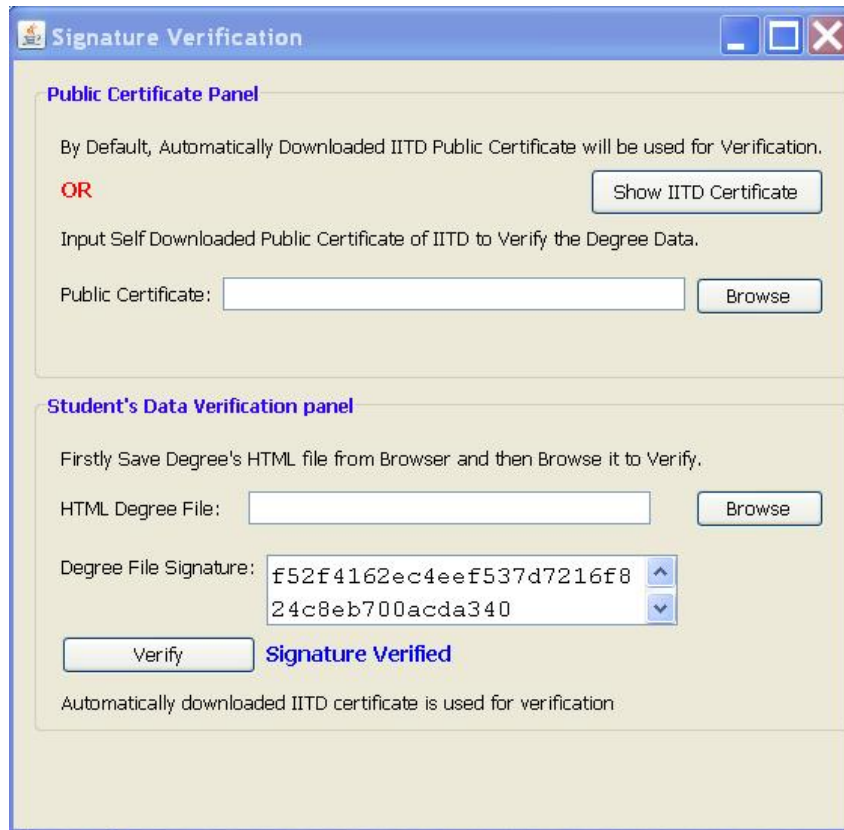 Signature Verification
Public Certificate Panel
By Default, Automatically Downloaded IITD Public Certificate will be used for Verification.
OR
Show IITD Certificate
Input Self Downloaded Public Certificate of IITD to Verify the Degree Data.
Public Certificate:
Browse
Student's Data Verification panel
Firstly Save Degree's HTML file from Browser and then Browse it to Verify.
HTML Degree File:
Browse
Degree File Signature:
f52f4162ec4eef537d7216f8
24c8eb700acda340
Verify
Signature Verified
Automatically downloaded IITD certificate is used for verification